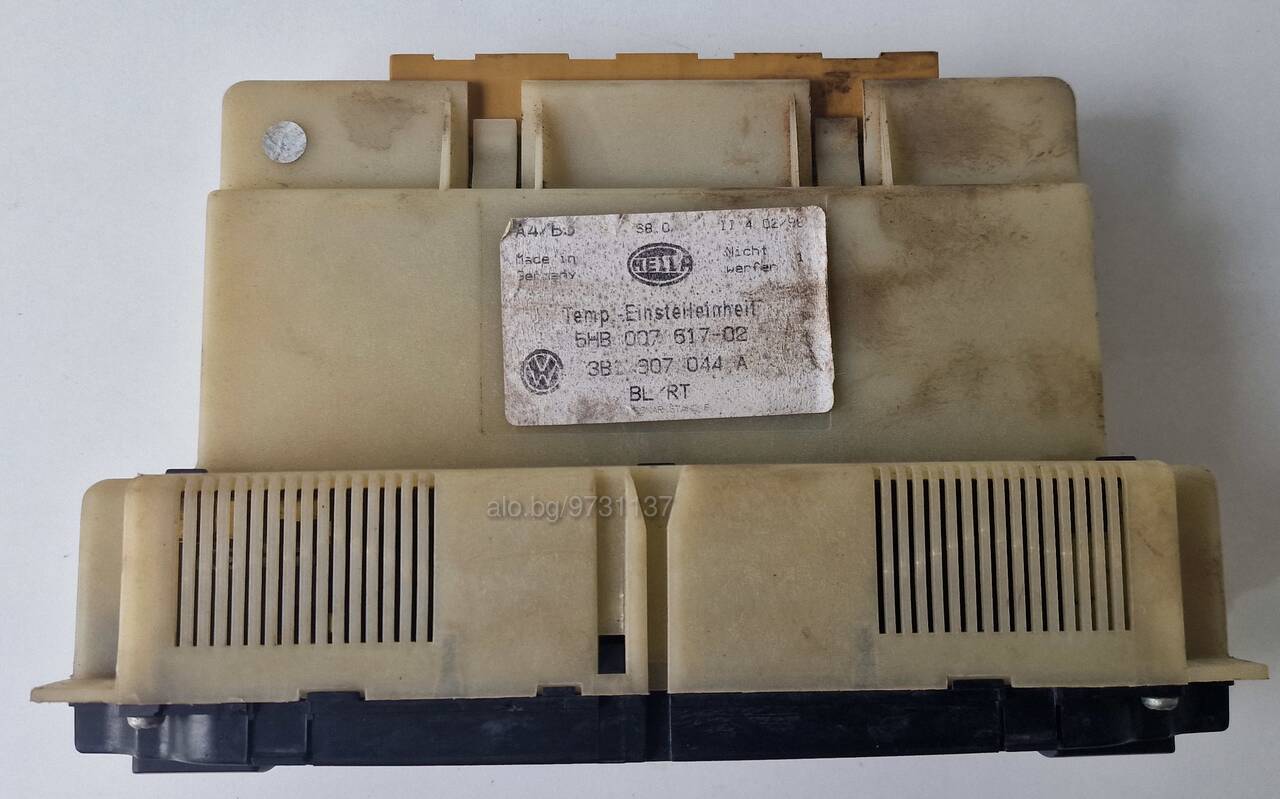 A4/B5 38.0 II 4 02/98
Made in Nicht
Germany HELLA werfen
Temp.-Einstelleinheit
5HB 007 617-02
3B1 907 044 A
BL/RT
alo.bg/9731137